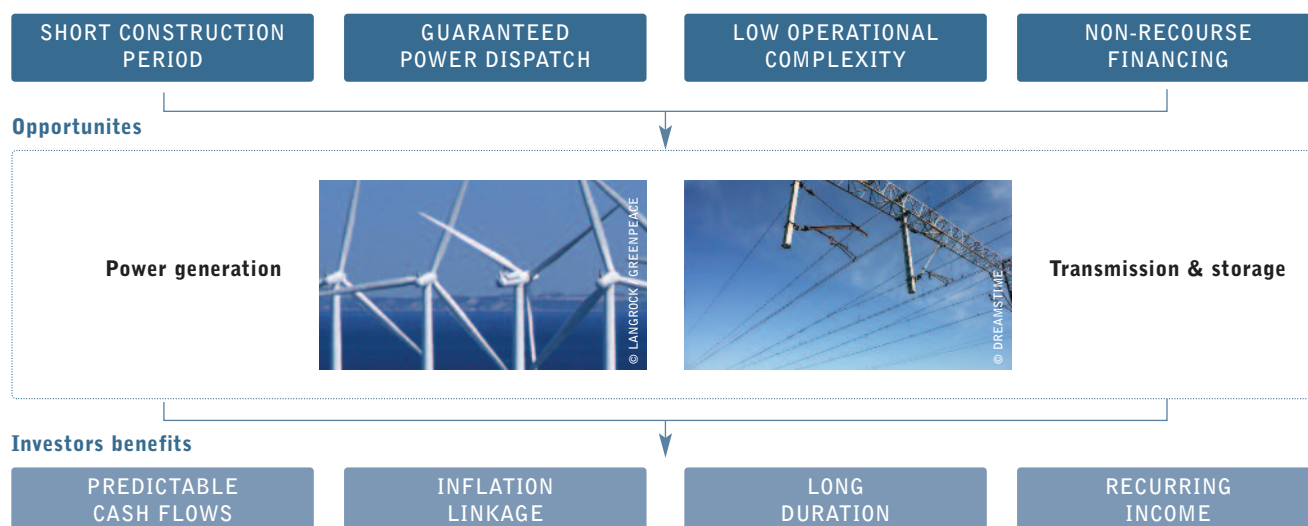 SHORT CONSTRUCTION
PERIOD
GUARANTEED
POWER DISPATCH
LOW OPERATIONAL
COMPLEXITY
NON-RECOURSE
FINANCING
Opportunites
Power generation
© LANGROCK / GREENPEACE
© DREAMSTIME
Transmission & storage
Investors benefits
PREDICTABLE
CASH FLOWS
INFLATION
LINKAGE
LONG
DURATION
RECURRING
INCOME